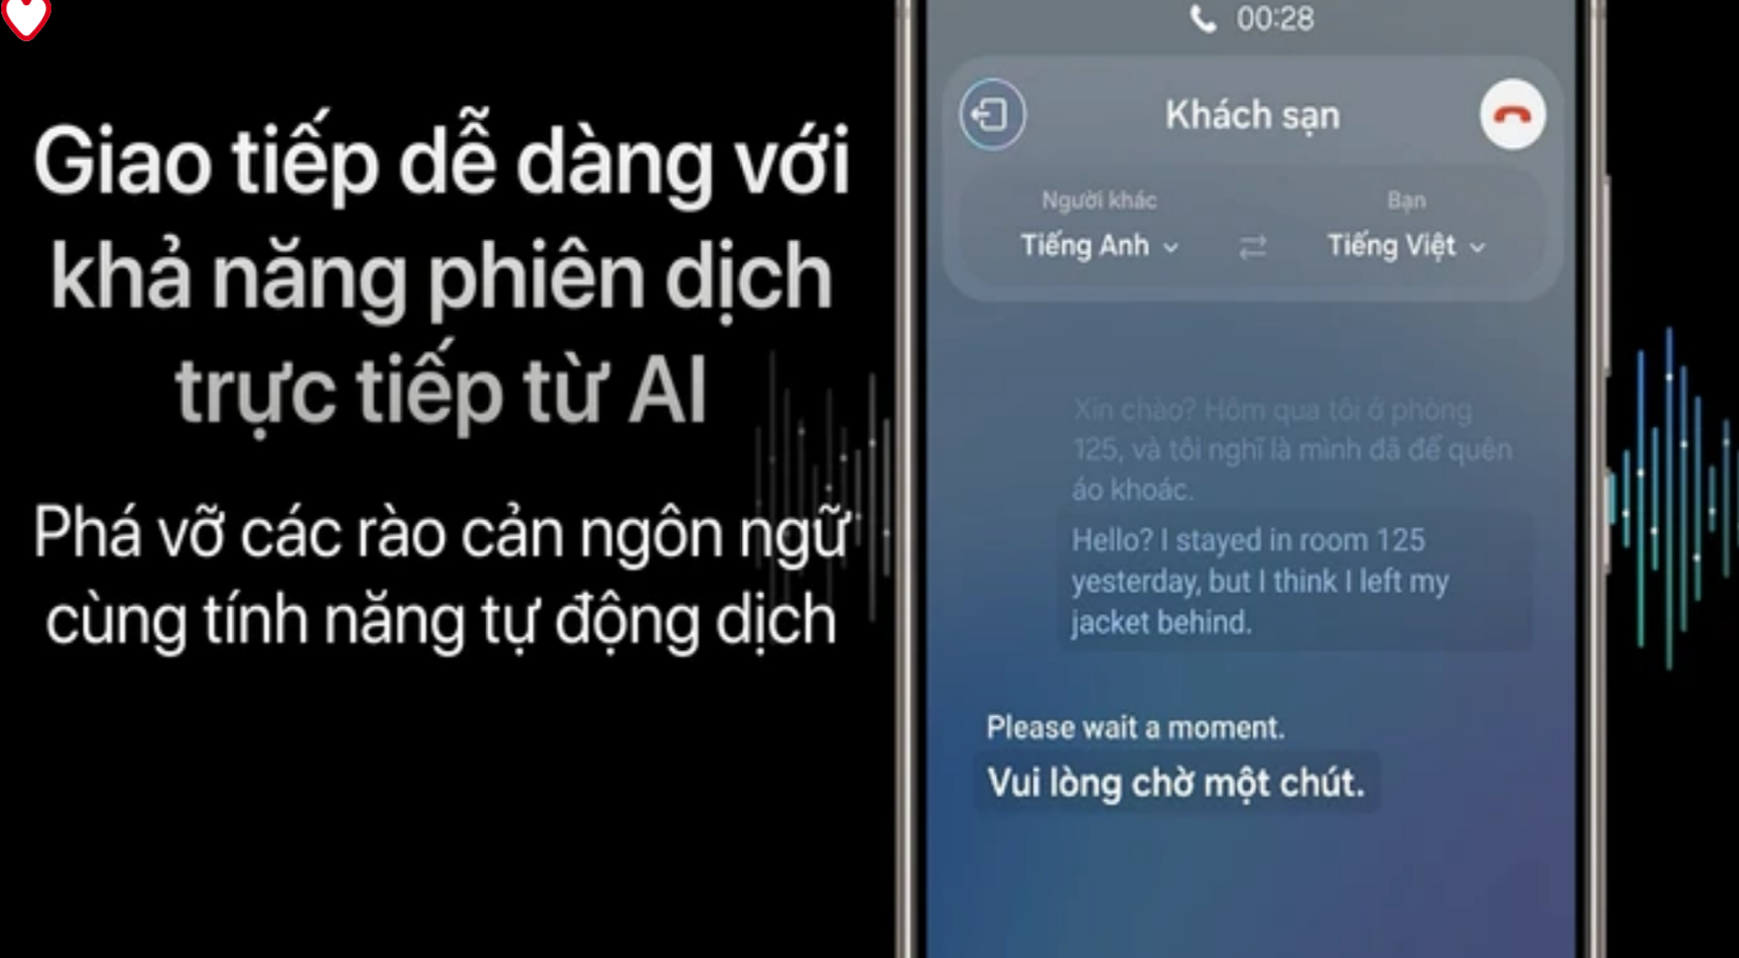 Giao tiếp dễ dàng với
khả năng phiên dịch
trực tiếp từ AI
Phá vỡ các rào cản ngôn ngữ
cùng tính năng tự động dịch
00:28
Khách sạn
Người khác
Bạn
Tiếng Anh
Tiếng Việt
Xin chào? Hôm qua tôi ở phòng
125, và tôi nghĩ là mình đã để quên
áo khoác.
Hello? I stayed in room 125
yesterday, but I think I left my
jacket behind.
Please wait a moment.
Vui lòng chờ một chút.